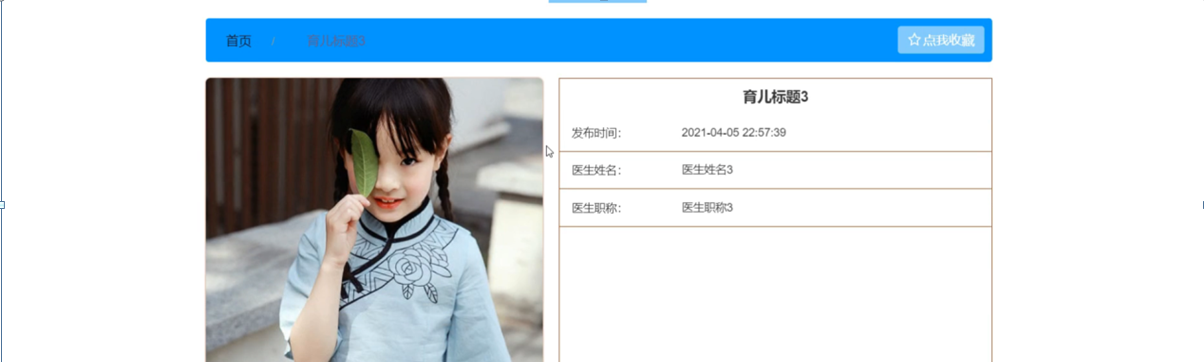 首页 / 育儿标题3 ☆ 点我收藏
育儿标题3
发布时间： 2021-04-05 22:57:39
医生姓名： 医生姓名3
医生职称： 医生职称3